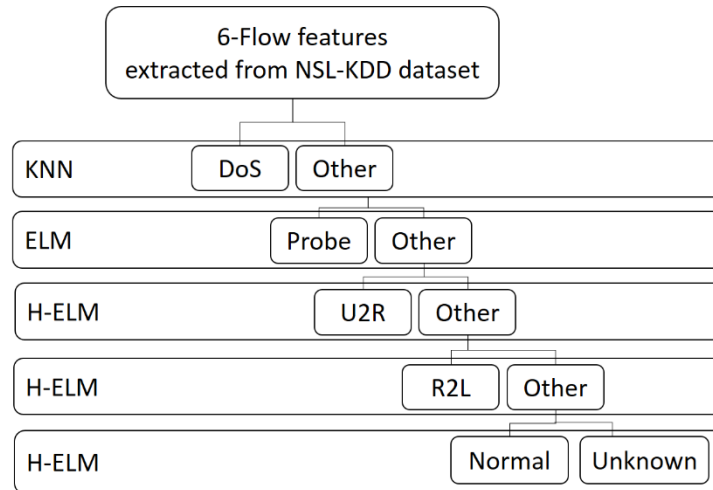 6-Flow features
extracted from NSL-KDD dataset
KNN DoS Other
ELM Probe Other
H-ELM U2R Other
H-ELM R2L Other
H-ELM Normal Unknown